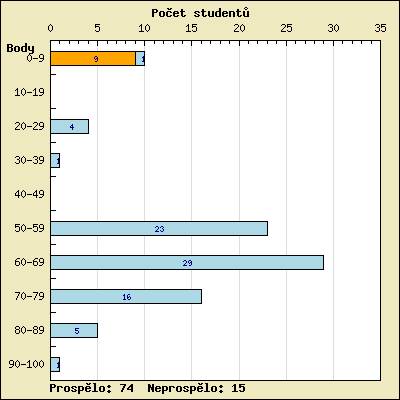 Počet studentů
0 5 10 15 20 25 30 35
Body
0-9 9 1
10-19
20-29 4
30-39 1
40-49
50-59 23
60-69 29
70-79 16
80-89 5
90-100 1
Prospělo: 74 Neprospělo: 15